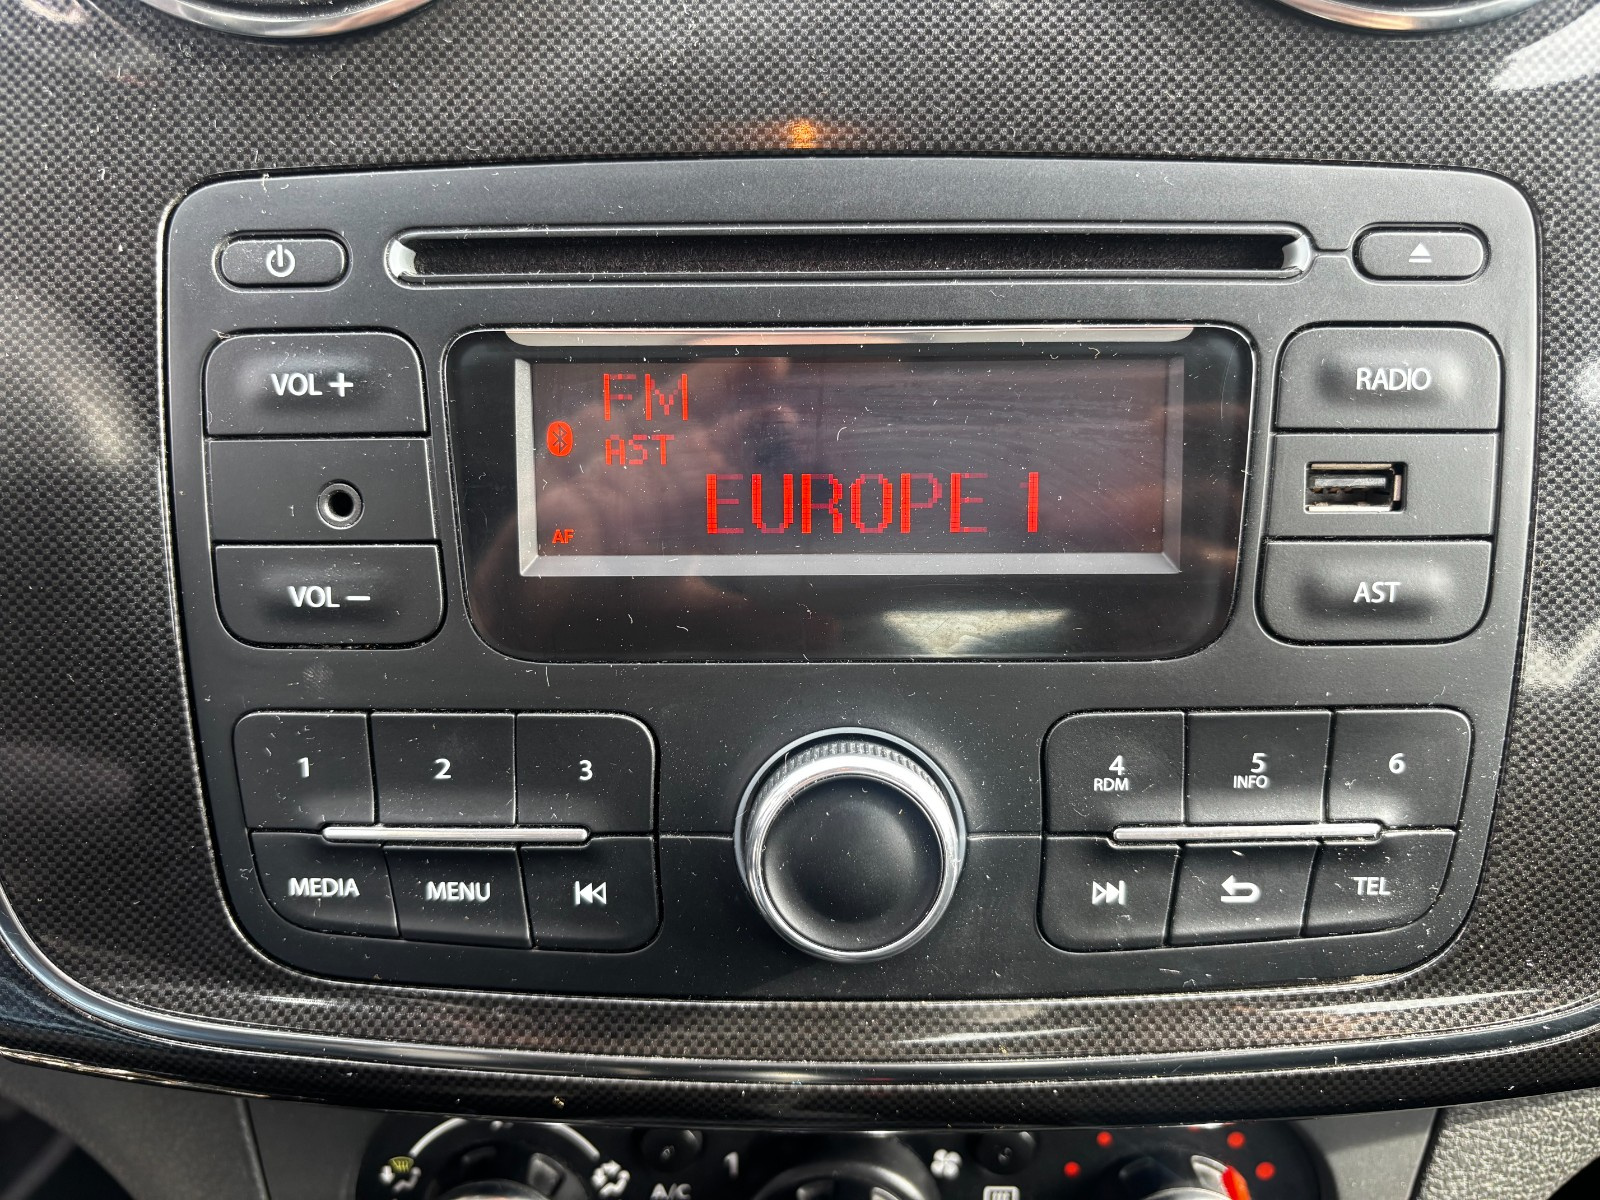 VOL +
VOL –
FM
AST
AF
EUROPE 1
RADIO
AST
1
2
3
MEDIA
MENU
4
RDM
5
INFO
6
TEL
A/C
1